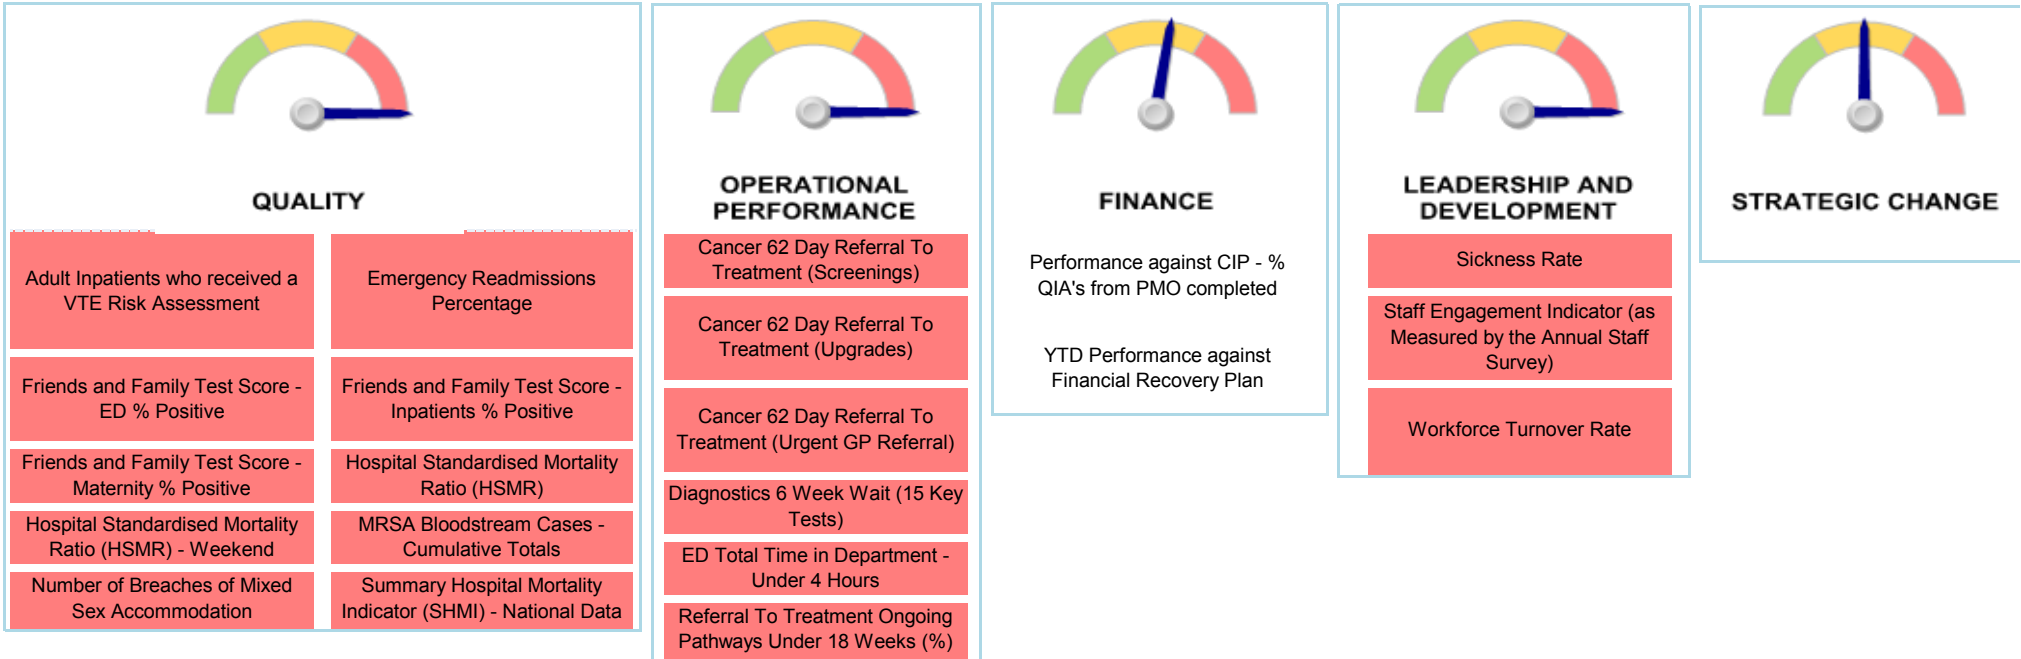 QUALITY
Adult Inpatients who received a
VTE Risk Assessment
Emergency Readmissions
Percentage
Friends and Family Test Score -
ED % Positive
Friends and Family Test Score -
Inpatients % Positive
Friends and Family Test Score -
Maternity % Positive
Hospital Standardised Mortality
Ratio (HSMR)
Hospital Standardised Mortality
Ratio (HSMR) - Weekend
MRSA Bloodstream Cases -
Cumulative Totals
Number of Breaches of Mixed
Sex Accommodation
Summary Hospital Mortality
Indicator (SHMI) - National Data
OPERATIONAL
PERFORMANCE
Cancer 62 Day Referral To
Treatment (Screenings)
Cancer 62 Day Referral To
Treatment (Upgrades)
Cancer 62 Day Referral To
Treatment (Urgent GP Referral)
Diagnostics 6 Week Wait (15 Key
Tests)
ED Total Time in Department -
Under 4 Hours
Referral To Treatment Ongoing
Pathways Under 18 Weeks (%)
FINANCE
Performance against CIP - %
QIA's from PMO completed
YTD Performance against
Financial Recovery Plan
LEADERSHIP AND
DEVELOPMENT
Sickness Rate
Staff Engagement Indicator (as
Measured by the Annual Staff
Survey)
Workforce Turnover Rate
STRATEGIC CHANGE